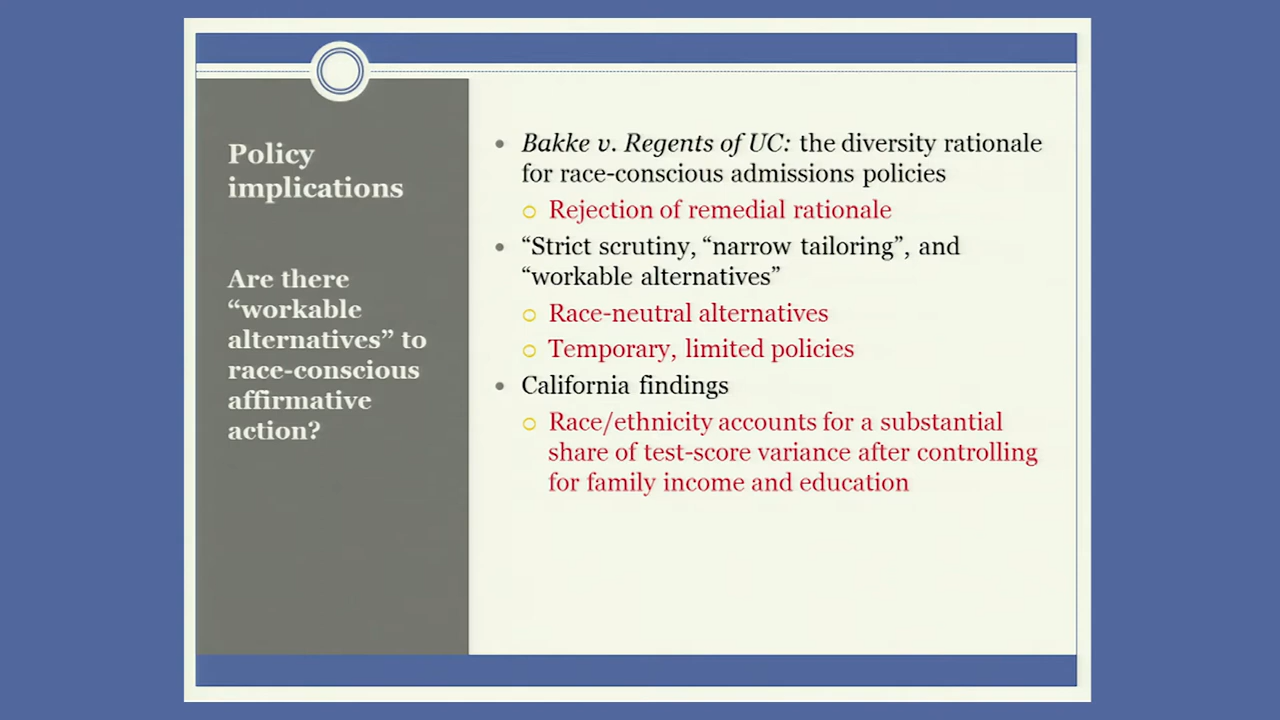 Policy
implications
Are there
“workable
alternatives” to
race-conscious
affirmative
action?
• Bakke v. Regents of UC: the diversity rationale
for race-conscious admissions policies
○ Rejection of remedial rationale
• “Strict scrutiny, “narrow tailoring”, and
“workable alternatives”
○ Race-neutral alternatives
○ Temporary, limited policies
• California findings
○ Race/ethnicity accounts for a substantial
share of test-score variance after controlling
for family income and education